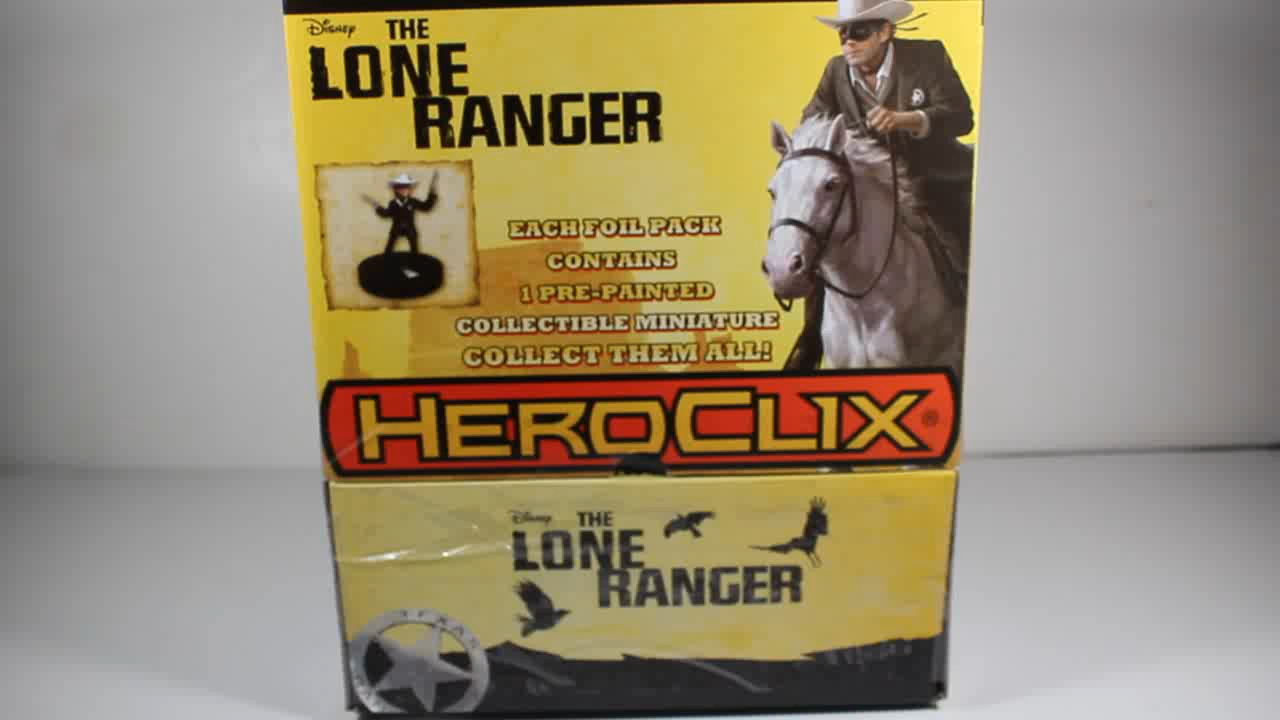 Disney THE
LONE
RANGER
EACH FOIL PACK
CONTAINS
1 PRE-PAINTED
COLLECTIBLE MINIATURE
COLLECT THEM ALL!
HEROCLIX®
Disney THE
LONE
RANGER
TEXAS